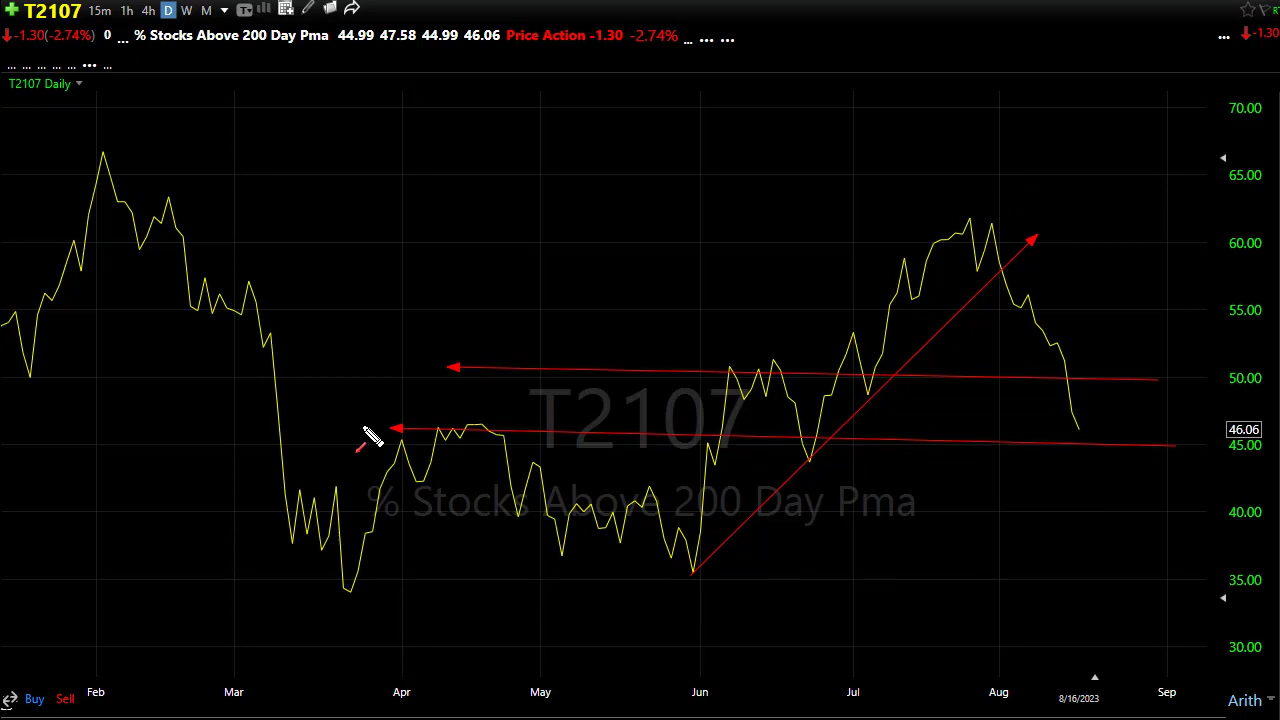 T2107 15m 1h 4h D W M T
-1.30(-2.74%) 0 ... % Stocks Above 200 Day Pma 44.99 47.58 44.99 46.06 Price Action -1.30 -2.74% ... ... ... ... -1.30
... ... ... ... ... ... ...
T2107 Daily
70.00
65.00
60.00
55.00
50.00
T2107
46.06
45.00
% Stocks Above 200 Day Pma
40.00
35.00
30.00
Feb Mar Apr May Jun Jul Aug Sep
Buy Sell 8/16/2023 Arith